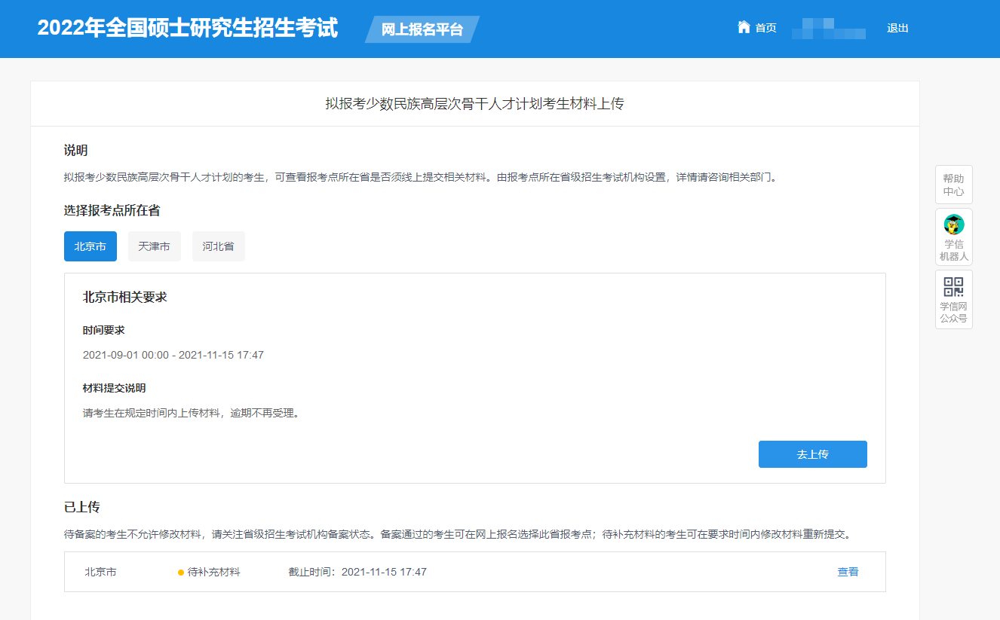 2022年全国硕士研究生招生考试 网上报名平台 首页 退出
拟报考少数民族高层次骨干人才计划考生材料上传
说明
拟报考少数民族高层次骨干人才计划的考生，可查看报考点所在省是否须线上提交相关材料。由报考点所在省级招生考试机构设置，详情请咨询相关部门。
选择报考点所在省
北京市 天津市 河北省
北京市相关要求
时间要求
2021-09-01 00:00 - 2021-11-15 17:47
材料提交说明
请考生在规定时间内上传材料，逾期不再受理。
去上传
已上传
待备案的考生不允许修改材料，请关注省级招生考试机构备案状态。备案通过的考生可在网上报名选择此省报考点；待补充材料的考生可在要求时间内修改材料重新提交。
北京市 待补充材料 截止时间：2021-11-15 17:47 查看
帮助
中心
学信
机器人
学信网
公众号